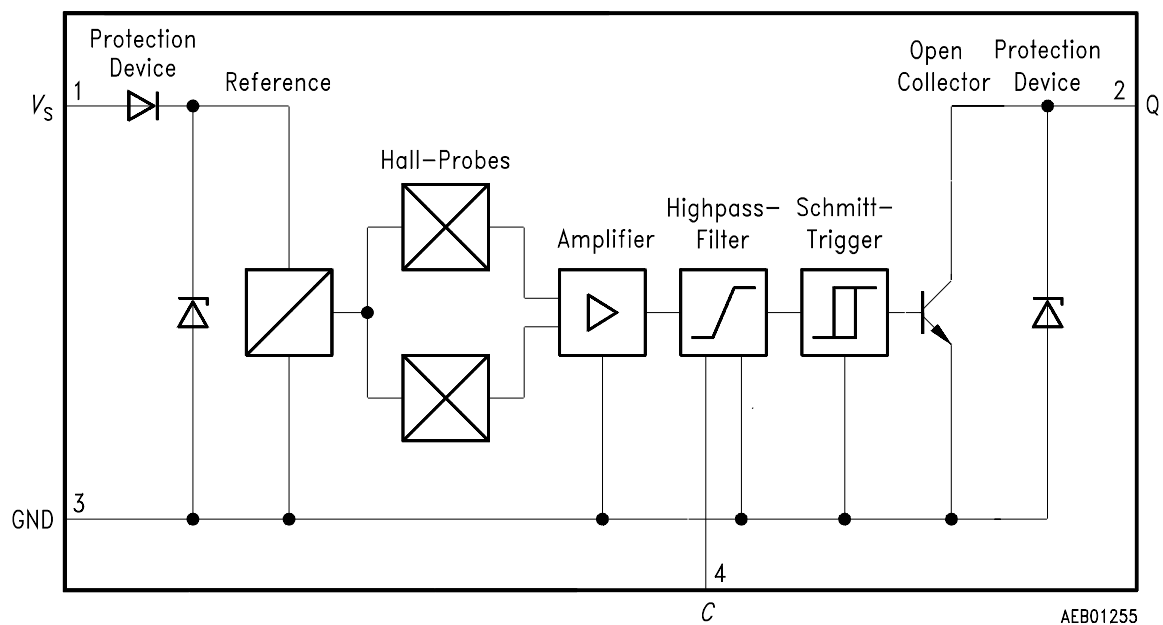 Protection
Device
Reference
Open
Collector
Protection
Device
VS
1
2
Q
Hall–Probes
Amplifier
Highpass–
Filter
Schmitt–
Trigger
GND
3
4
C
AEB01255